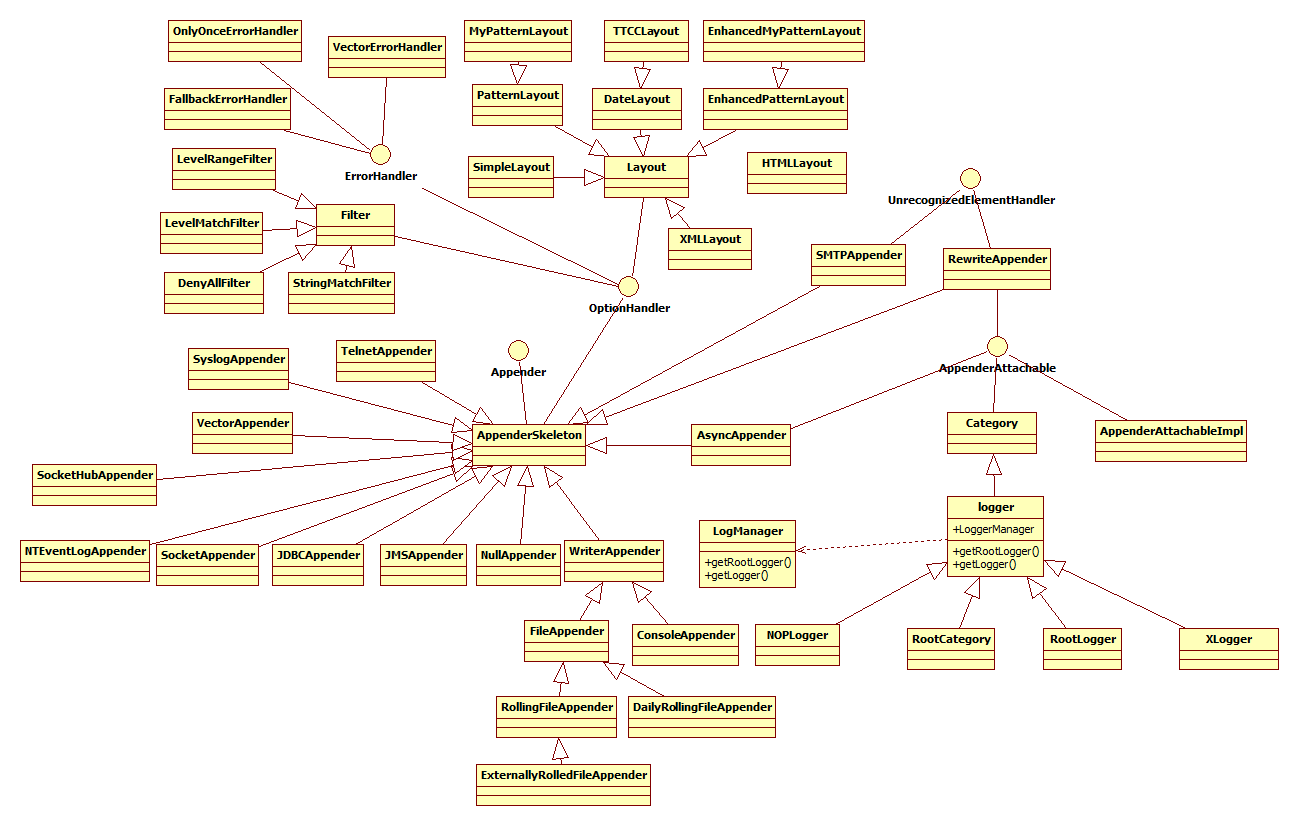 OnlyOnceErrorHandler
VectorErrorHandler
MyPatternLayout
TTCCLayout
EnhancedMyPatternLayout
FallbackErrorHandler
PatternLayout
DateLayout
EnhancedPatternLayout
LevelRangeFilter
ErrorHandler
SimpleLayout
Layout
HTMLLayout
UnrecognizedElementHandler
LevelMatchFilter
Filter
XMLLayout
SMTPAppender
RewriteAppender
DenyAllFilter
StringMatchFilter
OptionHandler
SyslogAppender
TelnetAppender
Appender
AppenderAttachable
VectorAppender
AppenderSkeleton
AsyncAppender
Category
AppenderAttachableImpl
SocketHubAppender
logger
+LoggerManager
+getRootLogger()
+getLogger()
LogManager
+getRootLogger()
+getLogger()
NTEventLogAppender
SocketAppender
JDBCAppender
JMSAppender
NullAppender
WriterAppender
FileAppender
ConsoleAppender
NOPLogger
RootCategory
RootLogger
XLogger
RollingFileAppender
DailyRollingFileAppender
ExternallyRolledFileAppender